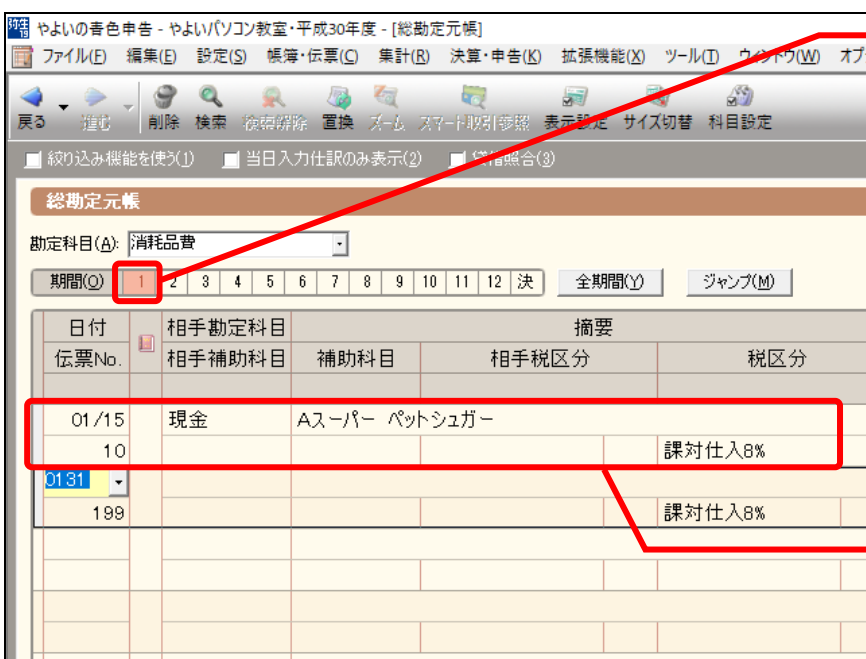 弥生 19 やよいの青色申告 - やよいパソコン教室・平成30年度 - [総勘定元帳]
ファイル(F) 編集(E) 設定(S) 帳簿・伝票(C) 集計(R) 決算・申告(K) 拡張機能(X) ツール(T) ウィンドウ(W) オプ
戻る 進む 削除 検索 検索解除 置換 ズーム スマート取引参照 表示設定 サイズ切替 科目設定
絞り込み機能を使う(1) 当日入力仕訳のみ表示(2) 貸借照合(3)
総勘定元帳
勘定科目(A): 消耗品費
期間(O) 1 2 3 4 5 6 7 8 9 10 11 12 決 全期間(Y) ジャンプ(M)
日付 相手勘定科目 摘要
伝票No. 相手補助科目 補助科目 相手税区分 税区分
01/15 現金 Aスーパー ペットシュガー
10 課対仕入8%
0131
199 課対仕入8%